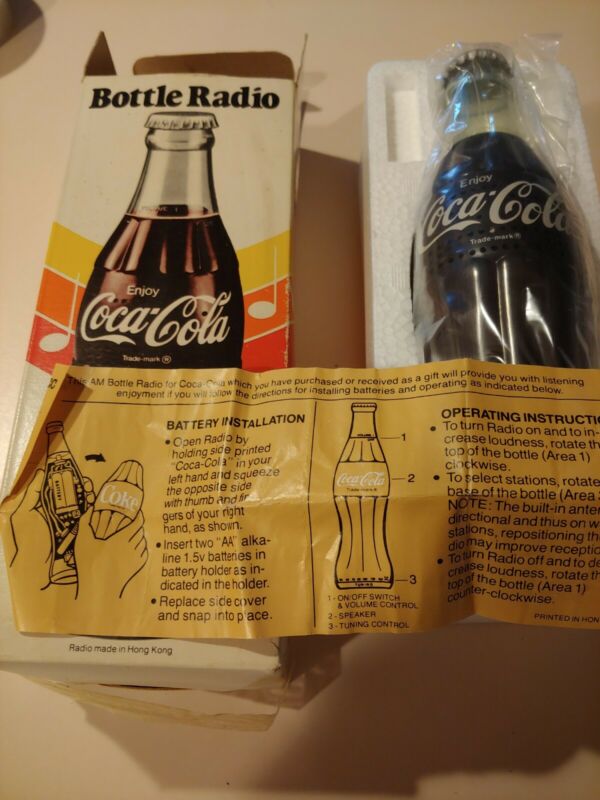 Bottle Radio
Enjoy
Coca-Cola
Trade-mark ®
Enjoy
Coca-Cola
Trade-mark ®
This AM Bottle Radio for Coca-Cola which you have purchased or received as a gift will provide you with listening
enjoyment if you will follow the directions for installing batteries and operating as indicated below.
BATTERY INSTALLATION
• Open Radio by
holding side printed
"Coca-Cola" in your
left hand and squeeze
the opposite side
with thumb and fin-
gers of your right
hand, as shown.
• Insert two "AA" alka-
line 1.5v batteries in
battery holder as in-
dicated in the holder.
• Replace side cover
and snap into place.
Coke
Coca-Cola
1
2
3
TUNING
1 - ON/OFF SWITCH
& VOLUME CONTROL
2 - SPEAKER
3 - TUNING CONTROL
OPERATING INSTRUCTIO
• To turn Radio on and to in-
crease loudness, rotate th
top of the bottle (Area 1)
clockwise.
• To select stations, rotate
base of the bottle (Area
NOTE: The built-in anten
directional and thus on w
stations, repositioning th
dio may improve receptio
• To turn Radio off and to de
crease loudness, rotate th
top of the bottle (Area 1)
counter-clockwise.
PRINTED IN HON
Radio made in Hong Kong